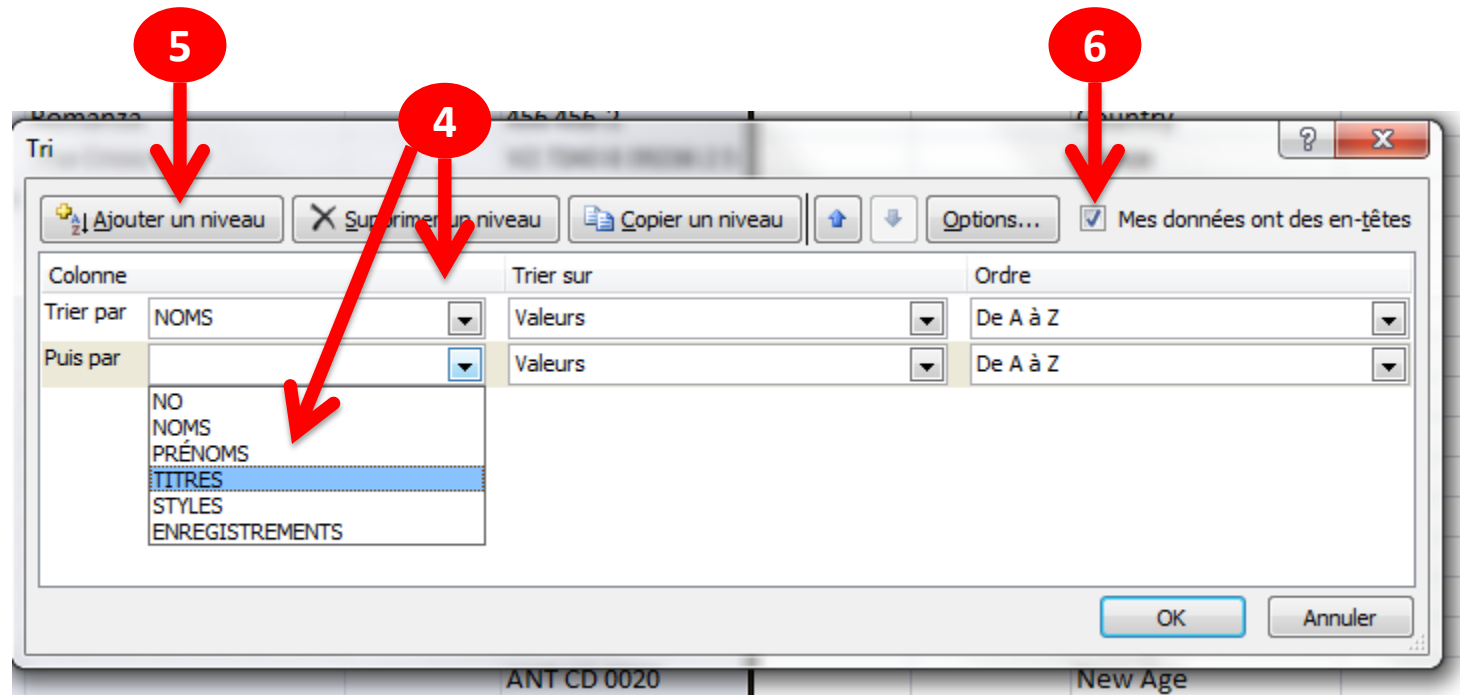 5
6
4
Romanza 456 456-2 Country
Tri
Ajouter un niveau Supprimer un niveau Copier un niveau Options... Mes données ont des en-têtes
Colonne Trier sur Ordre
Trier par NOMS Valeurs De A à Z
Puis par Valeurs De A à Z
NO
NOMS
PRÉNOMS
TITRES
STYLES
ENREGISTREMENTS
OK Annuler
ANT CD 0020 New Age